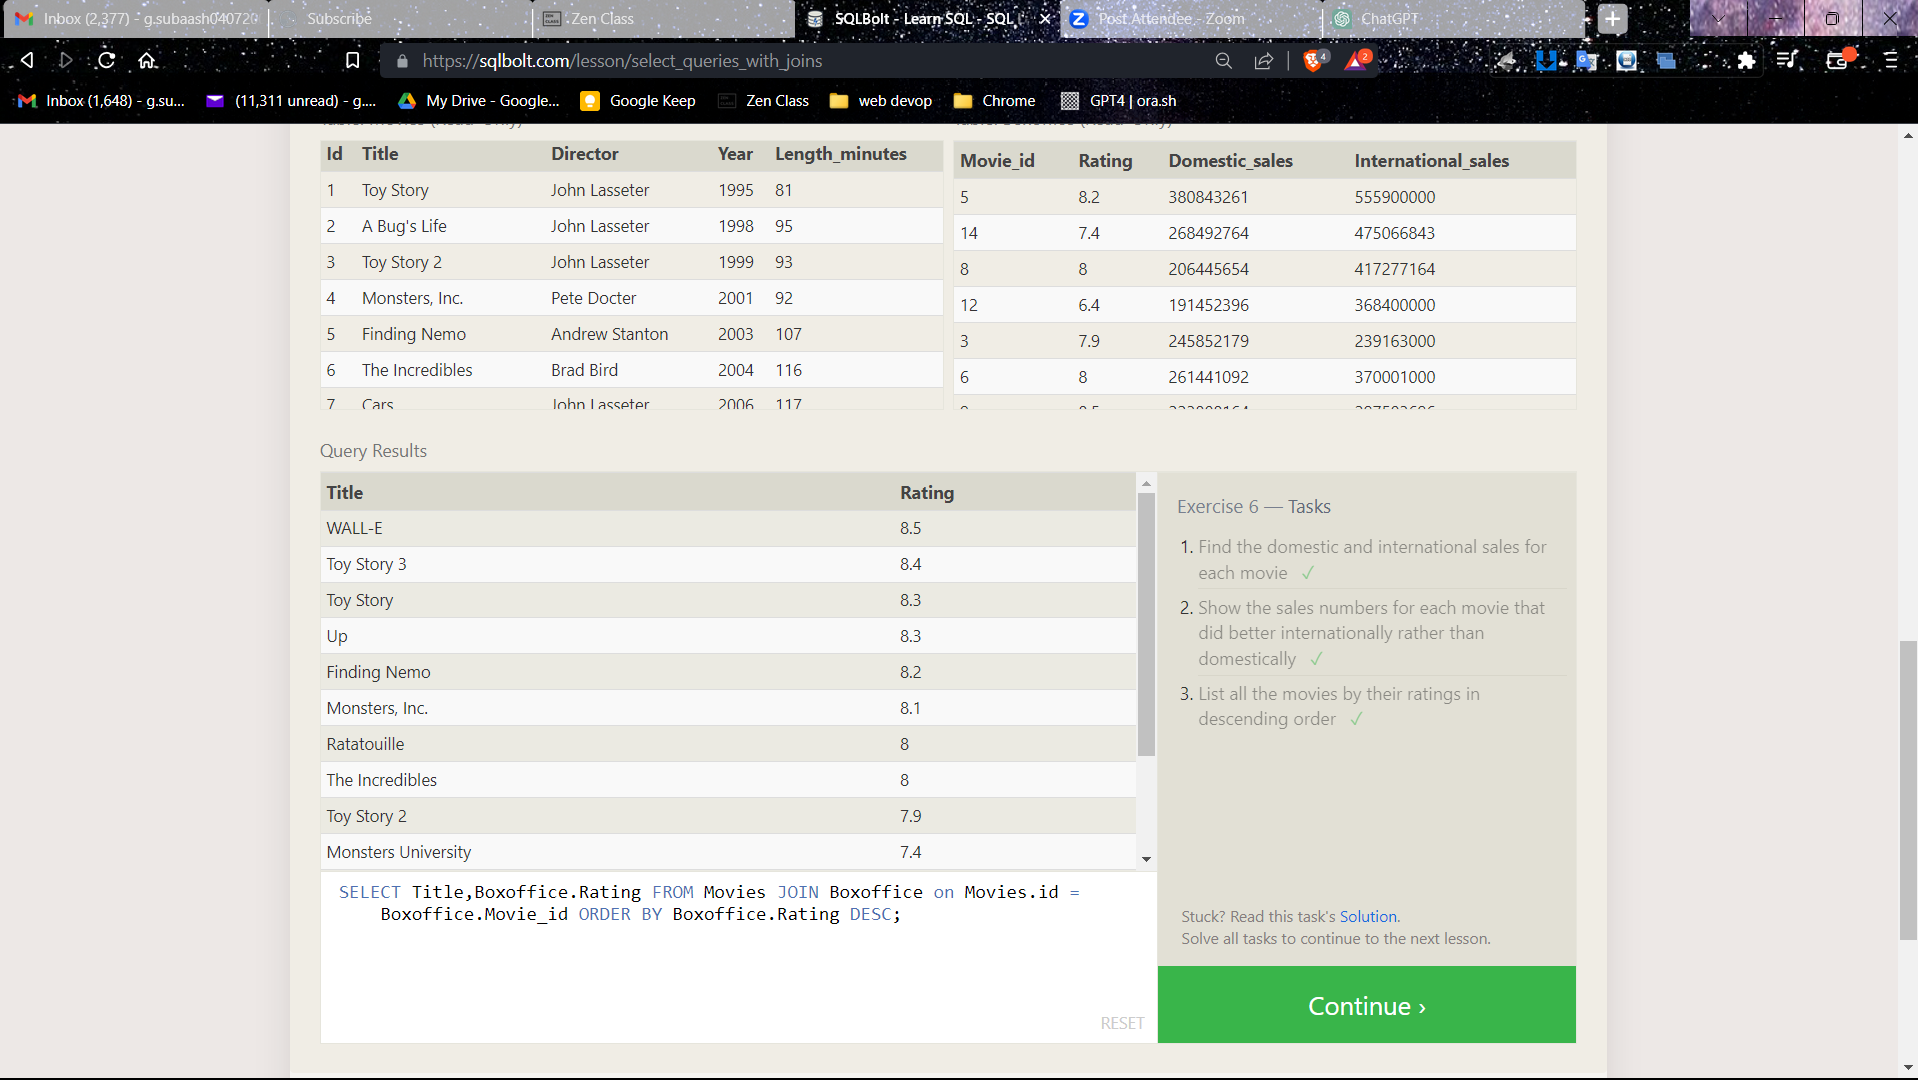 Inbox (2,377) - g.subaash040720
Subscribe
Zen Class
SQLBolt - Learn SQL - SQL
Post Attendee - Zoom
ChatGPT
https://sqlbolt.com/lesson/select_queries_with_joins
4
2
Inbox (1,648) - g.su...
(11,311 unread) - g....
My Drive - Google...
Google Keep
Zen Class
web devop
Chrome
GPT4 | ora.sh
Id Title Director Year Length_minutes
1 Toy Story John Lasseter 1995 81
2 A Bug's Life John Lasseter 1998 95
3 Toy Story 2 John Lasseter 1999 93
4 Monsters, Inc. Pete Docter 2001 92
5 Finding Nemo Andrew Stanton 2003 107
6 The Incredibles Brad Bird 2004 116
7 Cars John Lasseter 2006 117
Movie_id Rating Domestic_sales International_sales
5 8.2 380843261 555900000
14 7.4 268492764 475066843
8 8 206445654 417277164
12 6.4 191452396 368400000
3 7.9 245852179 239163000
6 8 261441092 370001000
Query Results
Title Rating
WALL-E 8.5
Toy Story 3 8.4
Toy Story 8.3
Up 8.3
Finding Nemo 8.2
Monsters, Inc. 8.1
Ratatouille 8
The Incredibles 8
Toy Story 2 7.9
Monsters University 7.4
SELECT Title,Boxoffice.Rating FROM Movies JOIN Boxoffice on Movies.id =
Boxoffice.Movie_id ORDER BY Boxoffice.Rating DESC;
RESET
Exercise 6 — Tasks
1. Find the domestic and international sales for
each movie ✓
2. Show the sales numbers for each movie that
did better internationally rather than
domestically ✓
3. List all the movies by their ratings in
descending order ✓
Stuck? Read this task's Solution.
Solve all tasks to continue to the next lesson.
Continue ›